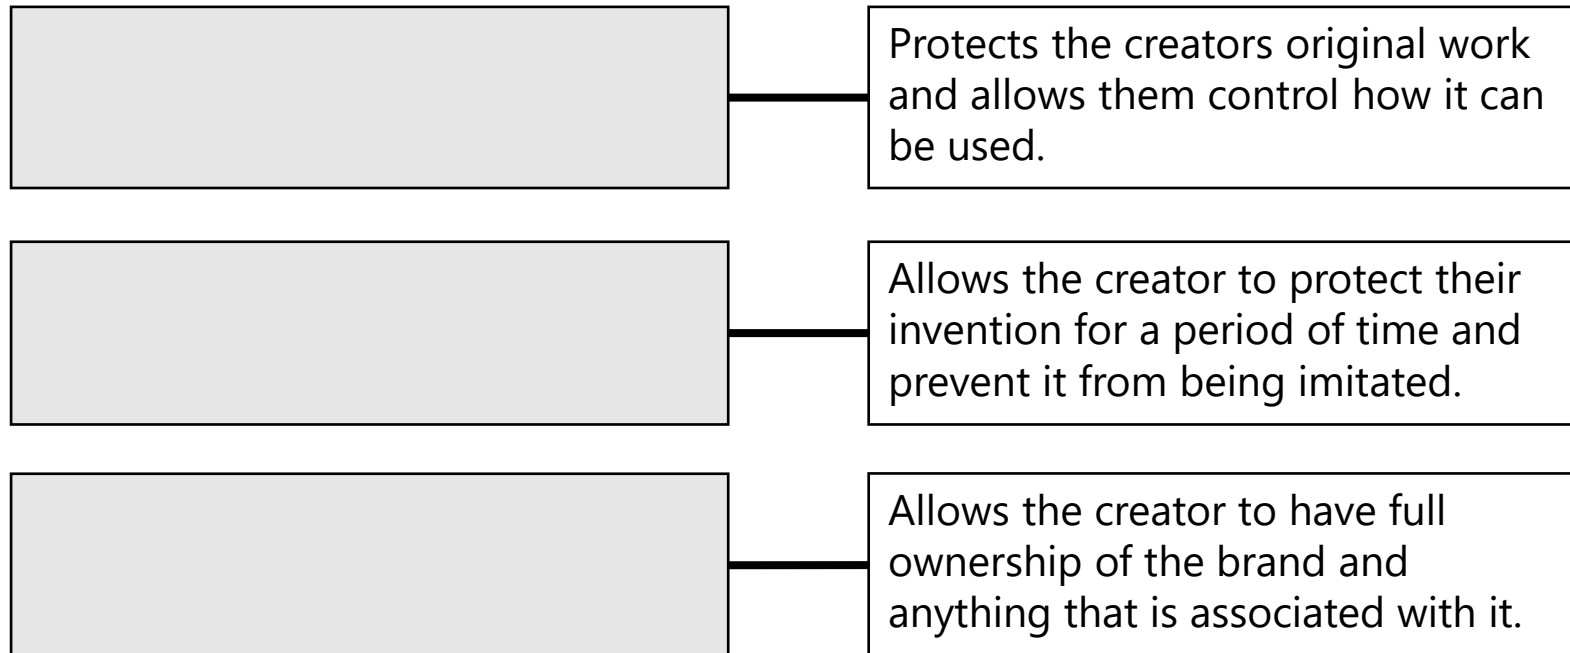 Protects the creators original work
and allows them control how it can
be used.
Allows the creator to protect their
invention for a period of time and
prevent it from being imitated.
Allows the creator to have full
ownership of the brand and
anything that is associated with it.